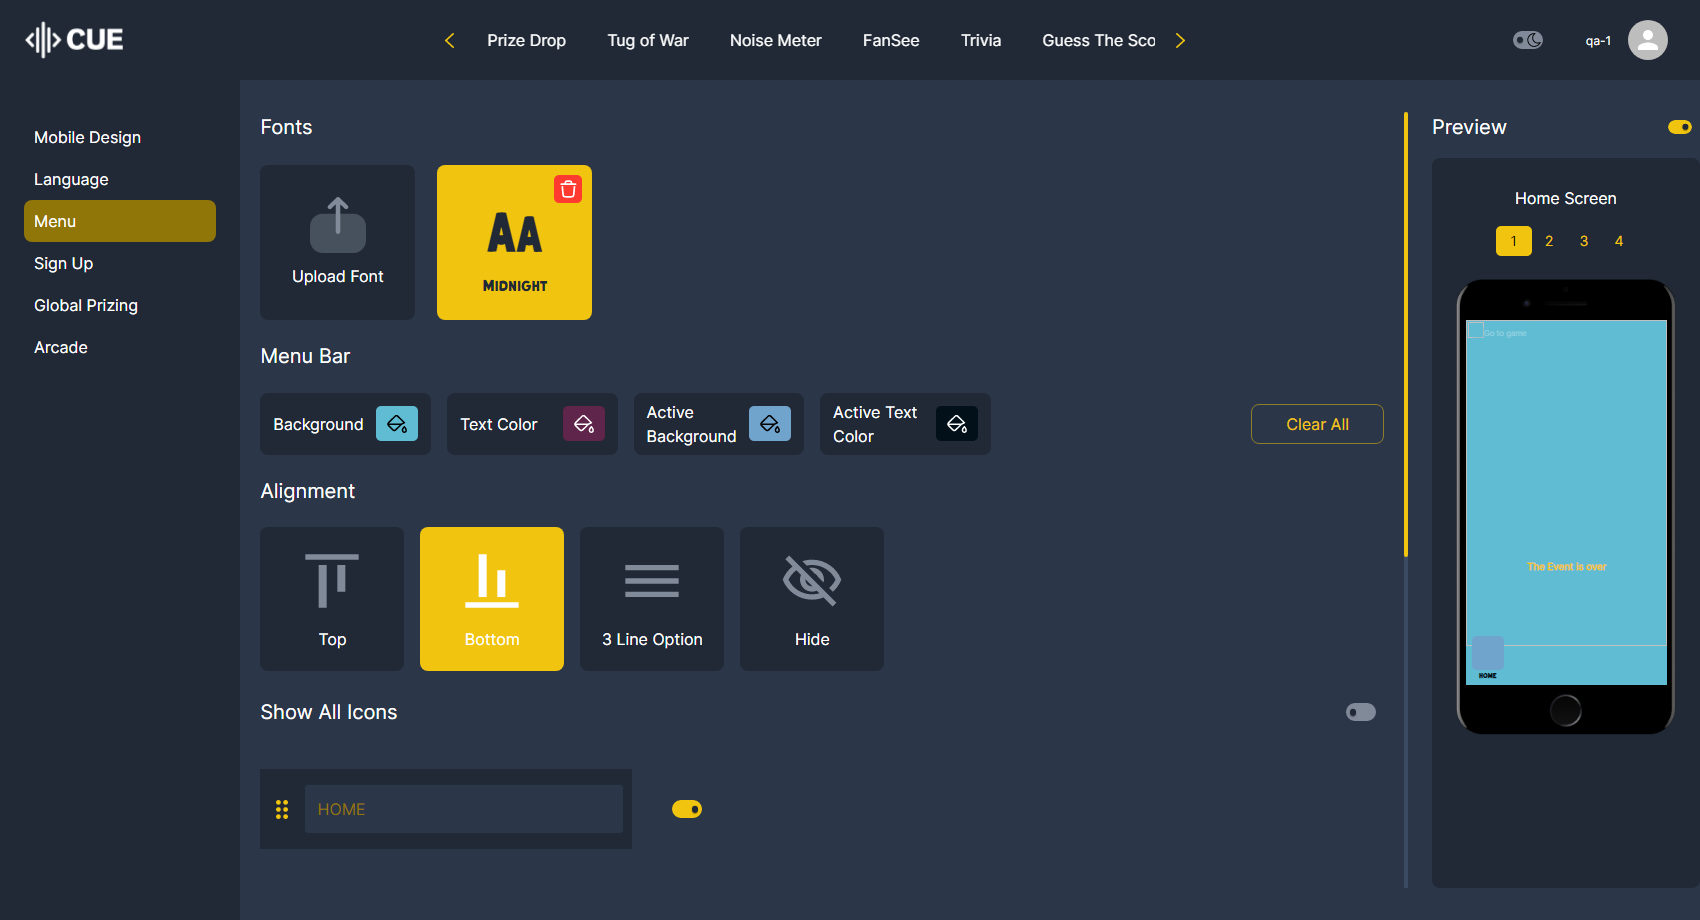 CUE
Prize Drop
Tug of War
Noise Meter
FanSee
Trivia
Guess The Sco
qa-1
Mobile Design
Language
Menu
Sign Up
Global Prizing
Arcade
Fonts
Upload Font
AA
MIDNIGHT
Menu Bar
Background
Text Color
Active
Background
Active Text
Color
Clear All
Alignment
Top
Bottom
3 Line Option
Hide
Show All Icons
HOME
Preview
Home Screen
1 2 3 4
Go to game
The Event is over
HOME